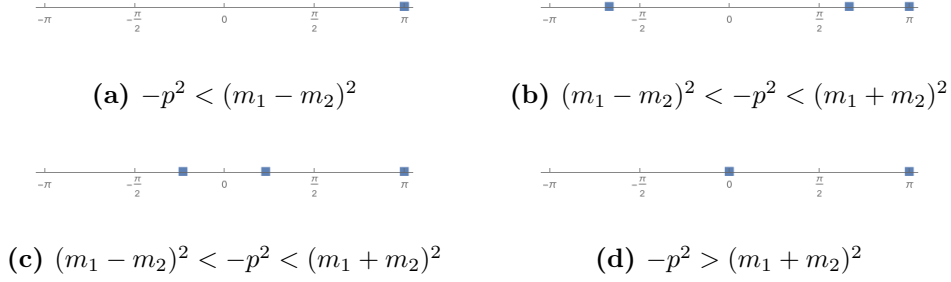 −π −π/2 0 π/2 π −π −π/2 0 π/2 π
(a) −p² < (m₁ − m₂)² (b) (m₁ − m₂)² < −p² < (m₁ + m₂)²
−π −π/2 0 π/2 π −π −π/2 0 π/2 π
(c) (m₁ − m₂)² < −p² < (m₁ + m₂)² (d) −p² > (m₁ + m₂)²